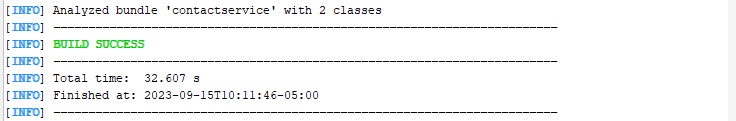 [INFO] Analyzed bundle 'contactservice' with 2 classes
[INFO] ------------------------------------------------------------------------
[INFO] BUILD SUCCESS
[INFO] ------------------------------------------------------------------------
[INFO] Total time:  32.607 s
[INFO] Finished at: 2023-09-15T10:11:46-05:00
[INFO] ------------------------------------------------------------------------